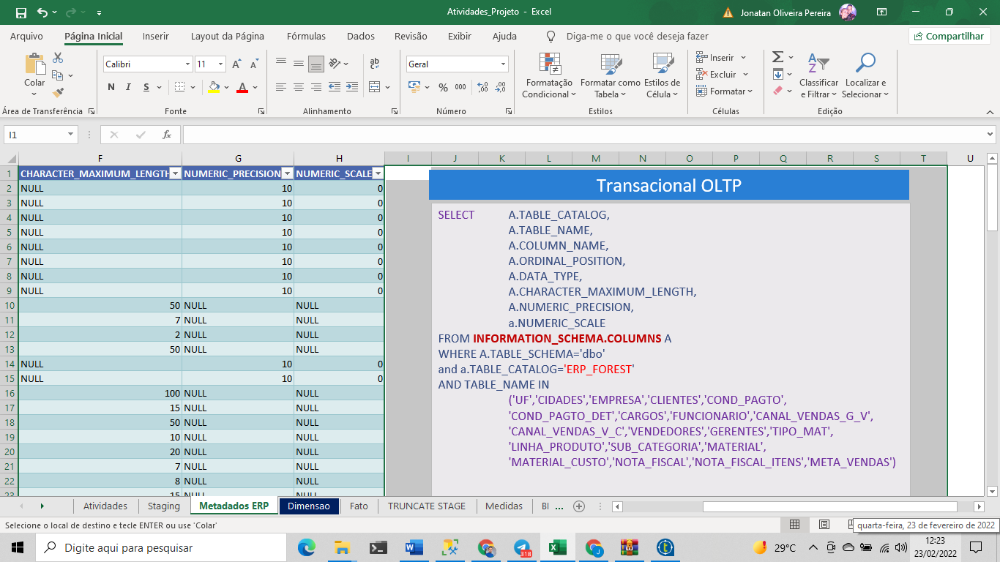 Atividades_Projeto - Excel
Jonatan Oliveira Pereira
Arquivo Página Inicial Inserir Layout da Página Fórmulas Dados Revisão Exibir Ajuda Diga-me o que você deseja fazer Compartilhar
Calibri 11 Geral
Colar
N I S
% 000
Formatação Condicional
Formatar como Tabela
Estilos de Célula
Inserir
Excluir
Formatar
Classificar e Filtrar
Localizar e Selecionar
Área de Transferência Fonte Alinhamento Número Estilos Células Edição
I1 fx
F G H I J K L M N O P Q R S T U
1 CHARACTER_MAXIMUM_LENGTH NUMERIC_PRECISION NUMERIC_SCALE
2 NULL 10 0
3 NULL 10 0
4 NULL 10 0
5 NULL 10 0
6 NULL 10 0
7 NULL 10 0
8 NULL 10 0
9 NULL 10 0
10 50 NULL NULL
11 7 NULL NULL
12 2 NULL NULL
13 50 NULL NULL
14 NULL 10 0
15 NULL 10 0
16 100 NULL NULL
17 15 NULL NULL
18 50 NULL NULL
19 10 NULL NULL
20 20 NULL NULL
21 7 NULL NULL
22 8 NULL NULL
23 15 NULL NULL
Transacional OLTP
SELECT A.TABLE_CATALOG,
A.TABLE_NAME,
A.COLUMN_NAME,
A.ORDINAL_POSITION,
A.DATA_TYPE,
A.CHARACTER_MAXIMUM_LENGTH,
A.NUMERIC_PRECISION,
a.NUMERIC_SCALE
FROM INFORMATION_SCHEMA.COLUMNS A
WHERE A.TABLE_SCHEMA='dbo'
and a.TABLE_CATALOG='ERP_FOREST'
AND TABLE_NAME IN
('UF','CIDADES','EMPRESA','CLIENTES','COND_PAGTO',
'COND_PAGTO_DET','CARGOS','FUNCIONARIO','CANAL_VENDAS_G_V',
'CANAL_VENDAS_V_C','VENDEDORES','GERENTES','TIPO_MAT',
'LINHA_PRODUTO','SUB_CATEGORIA','MATERIAL',
'MATERIAL_CUSTO','NOTA_FISCAL','NOTA_FISCAL_ITENS','META_VENDAS')
Atividades Staging Metadados ERP Dimensao Fato TRUNCATE STAGE Medidas BI ...
Selecione o local de destino e tecle ENTER ou use 'Colar'
quarta-feira, 23 de fevereiro de 2022
Digite aqui para pesquisar
318
29°C
12:23
23/02/2022